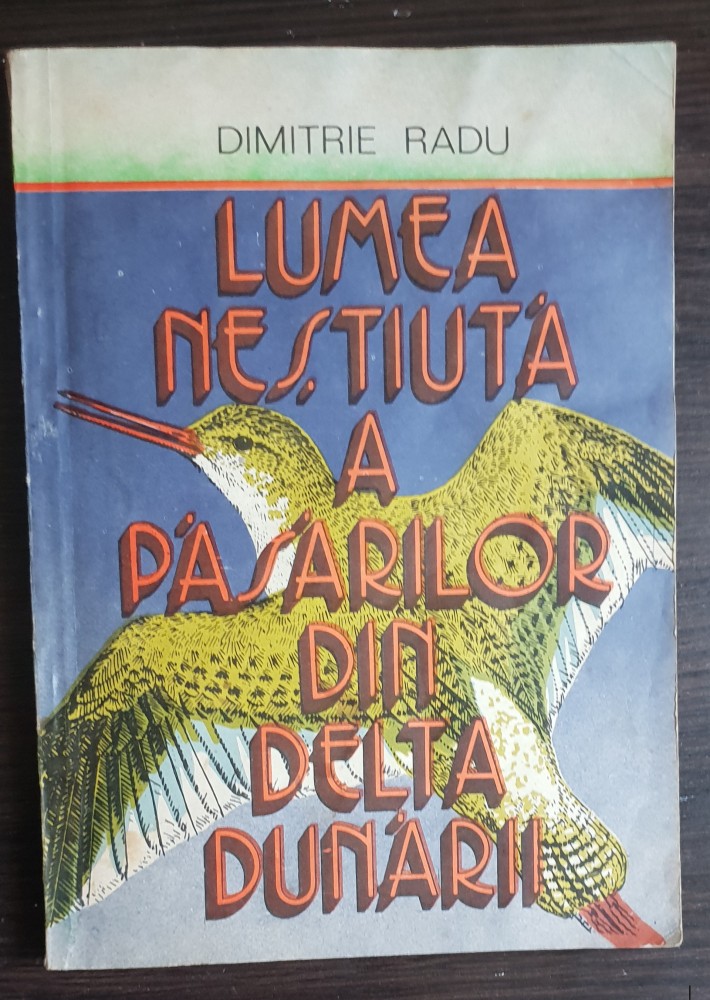 DIMITRIE RADU
LUMEA
NEȘTIUTĂ
A
PĂSĂRILOR
DIN
DELTA
DUNĂRII